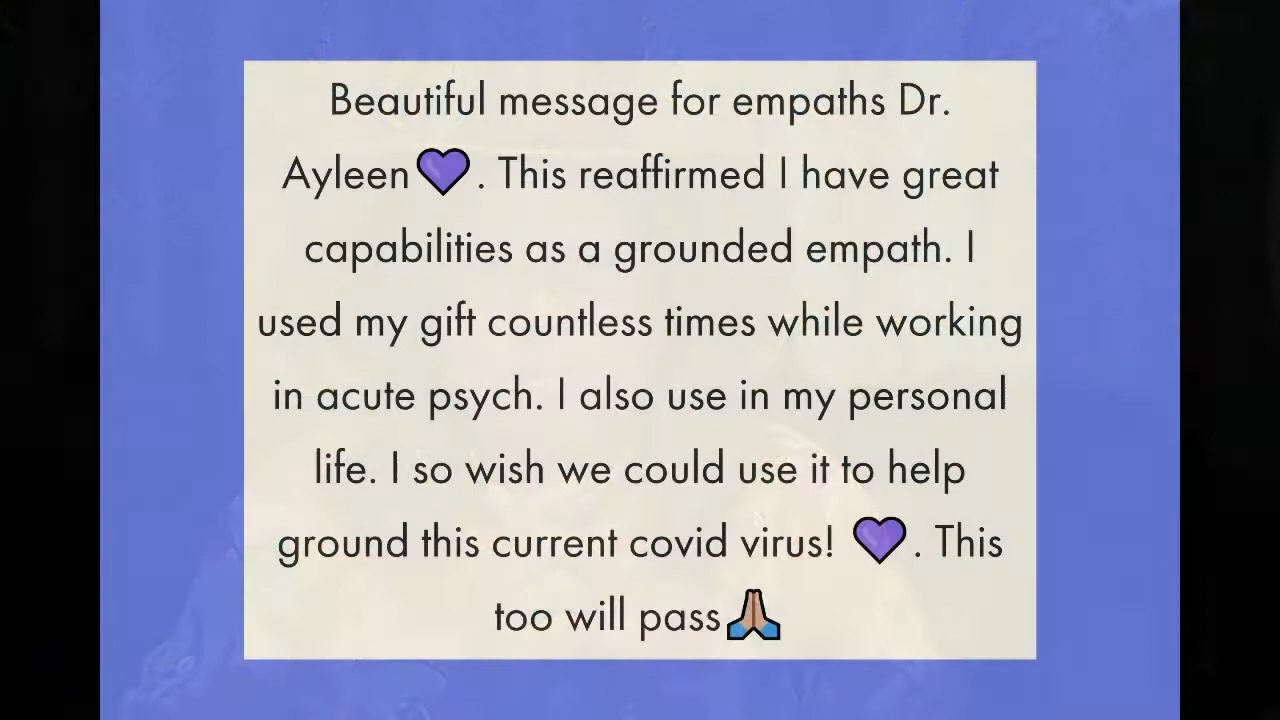 Beautiful message for empaths Dr.
Ayleen💜. This reaffirmed I have great
capabilities as a grounded empath. I
used my gift countless times while working
in acute psych. I also use in my personal
life. I so wish we could use it to help
ground this current covid virus! 💜. This
too will pass🙏🏽